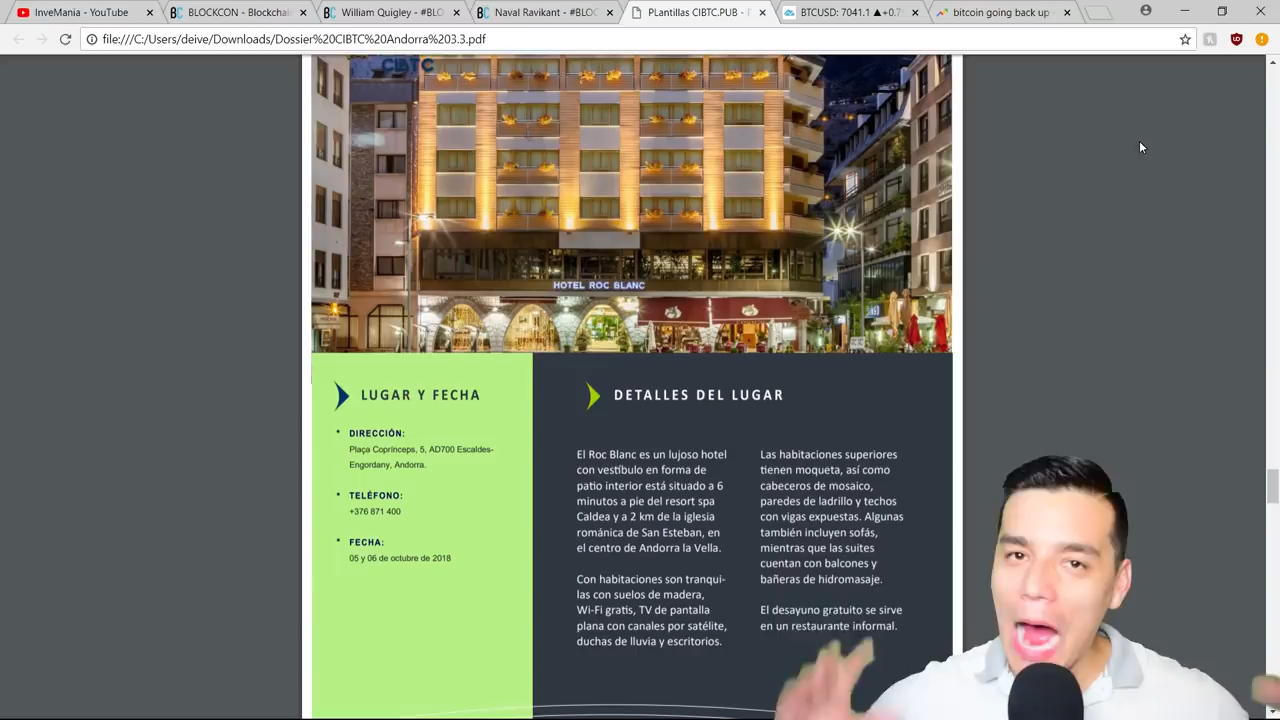 InveMania - YouTube
BLOCKCON - Blockchain
William Quigley - #BLO
Naval Ravikant - #BLOC
Plantillas CIBTC.PUB - P
BTCUSD: 7041.1 ▲+0.7
bitcoin going back up
file:///C:/Users/deive/Downloads/Dossier%20CIBTC%20Andorra%203.3.pdf
CIBTC
HOTEL ROC BLANC
LUGAR Y FECHA
DIRECCIÓN:
Plaça Coprínceps, 5, AD700 Escaldes-
Engordany, Andorra.
TELÉFONO:
+376 871 400
FECHA:
05 y 06 de octubre de 2018
DETALLES DEL LUGAR
El Roc Blanc es un lujoso hotel
con vestíbulo en forma de
patio interior está situado a 6
minutos a pie del resort spa
Caldea y a 2 km de la iglesia
románica de San Esteban, en
el centro de Andorra la Vella.
Con habitaciones son tranqui-
las con suelos de madera,
Wi-Fi gratis, TV de pantalla
plana con canales por satélite,
duchas de lluvia y escritorios.
Las habitaciones superiores
tienen moqueta, así como
cabeceros de mosaico,
paredes de ladrillo y techos
con vigas expuestas. Algunas
también incluyen sofás,
mientras que las suites
cuentan con balcones y
bañeras de hidromasaje.
El desayuno gratuito se sirve
en un restaurante informal.